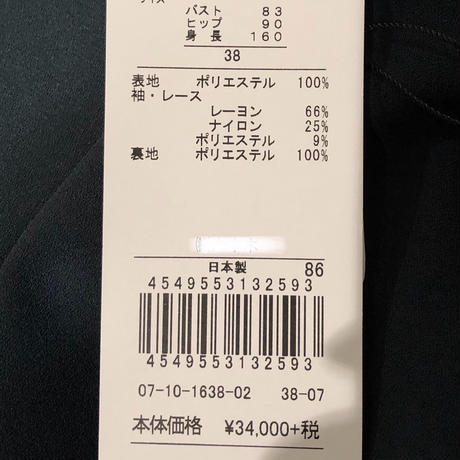 サイズ
バスト 83
ヒップ 90
身長 160
38
表地 ポリエステル 100%
袖・レース
レーヨン 66%
ナイロン 25%
ポリエステル 9%
裏地 ポリエステル 100%
日本製 86
4549553132593
4549553132593
07-10-1638-02 38-07
本体価格 ¥34,000+税